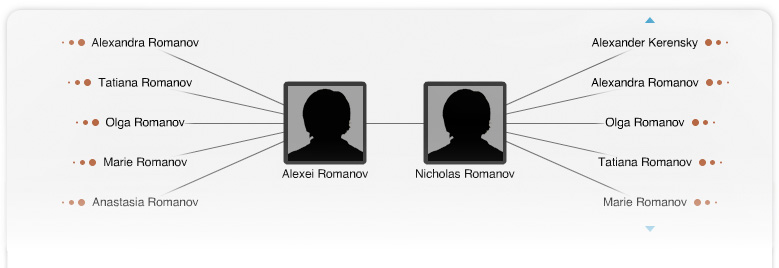 Alexandra Romanov
Tatiana Romanov
Olga Romanov
Marie Romanov
Anastasia Romanov
Alexei Romanov
Nicholas Romanov
Alexander Kerensky
Alexandra Romanov
Olga Romanov
Tatiana Romanov
Marie Romanov